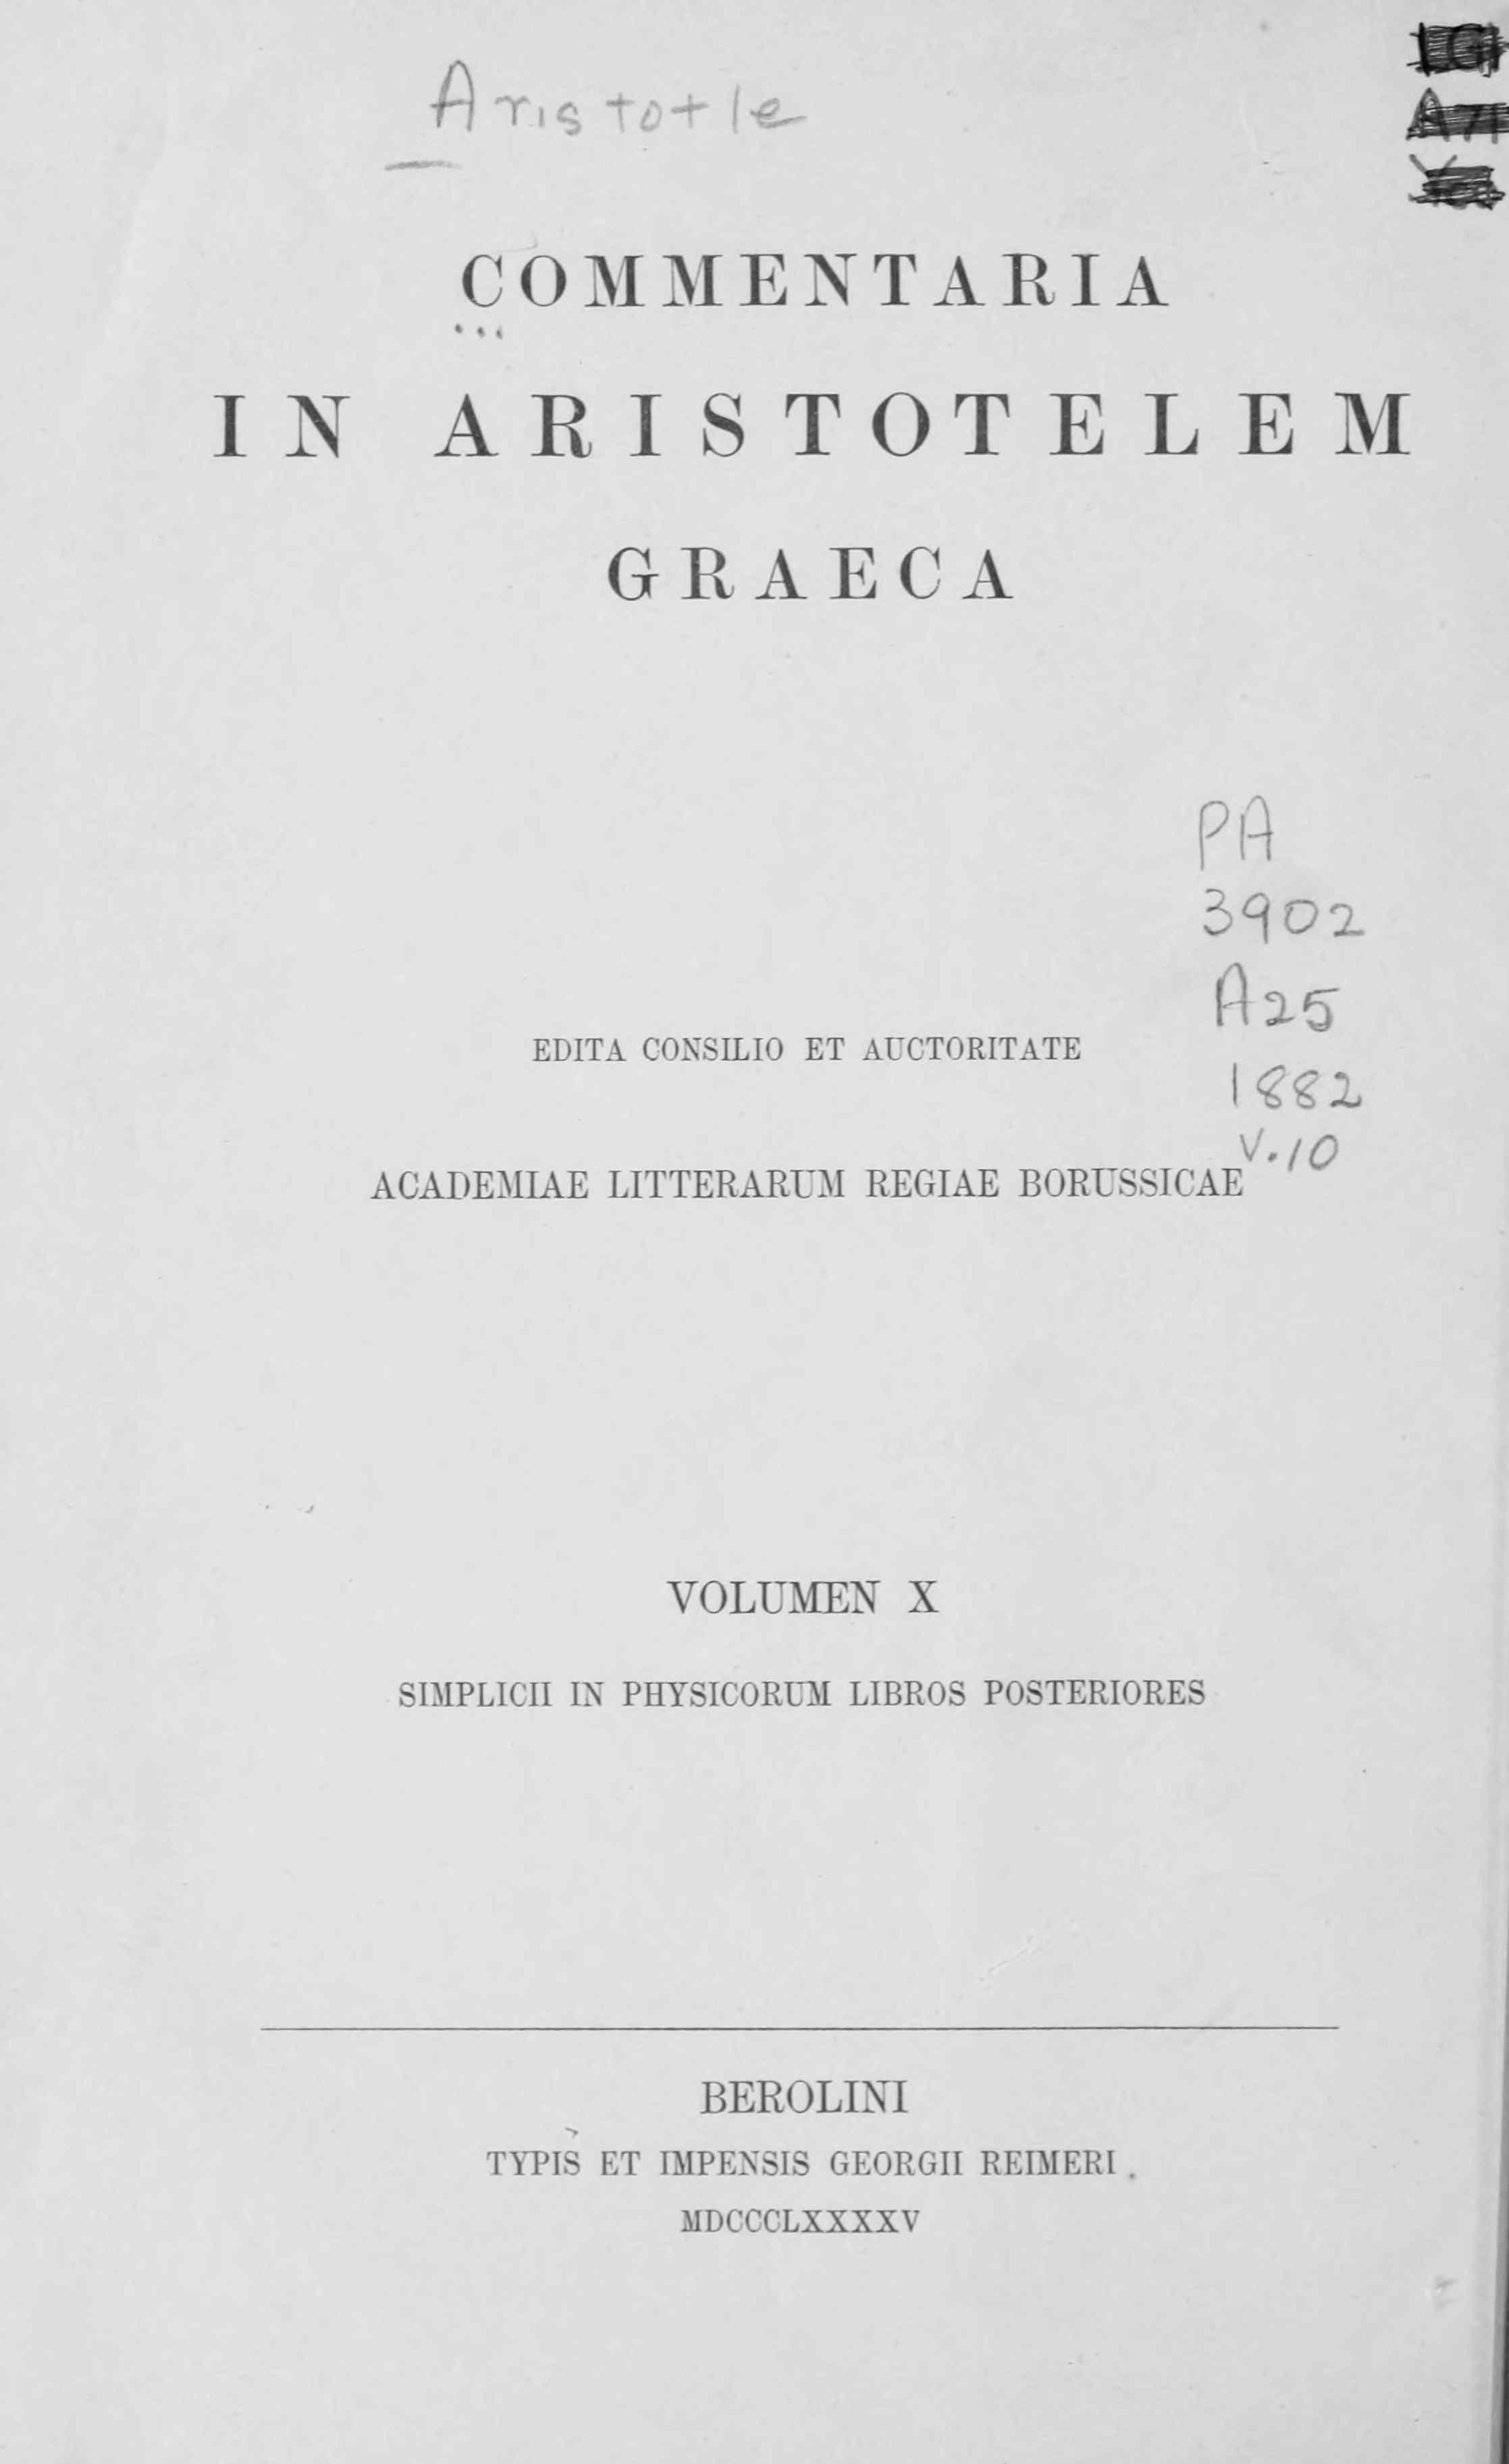 Aristotle
COMMENTARIA
IN ARISTOTELEM
GRAECA
PA
3902
A25
1882
v.10
EDITA CONSILIO ET AUCTORITATE
ACADEMIAE LITTERARUM REGIAE BORUSSICAE
VOLUMEN X
SIMPLICII IN PHYSICORUM LIBROS POSTERIORES
BEROLINI
TYPIS ET IMPENSIS GEORGII REIMERI.
MDCCCLXXXXV